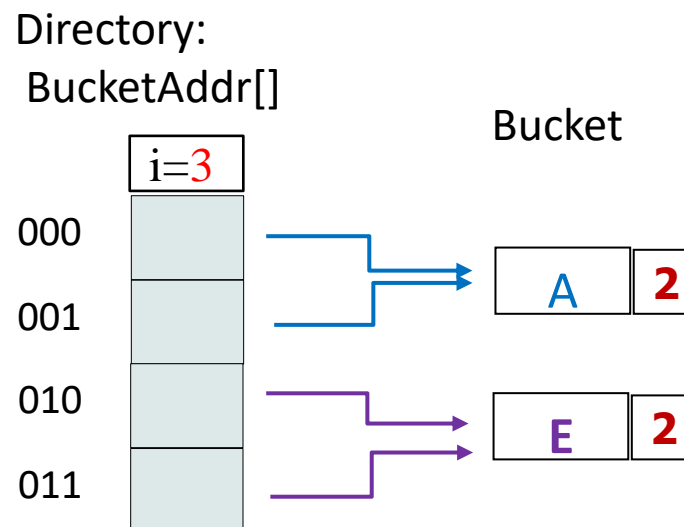 Directory:
BucketAddr[]
Bucket
i=3
000
001
A 2
010
E 2
011